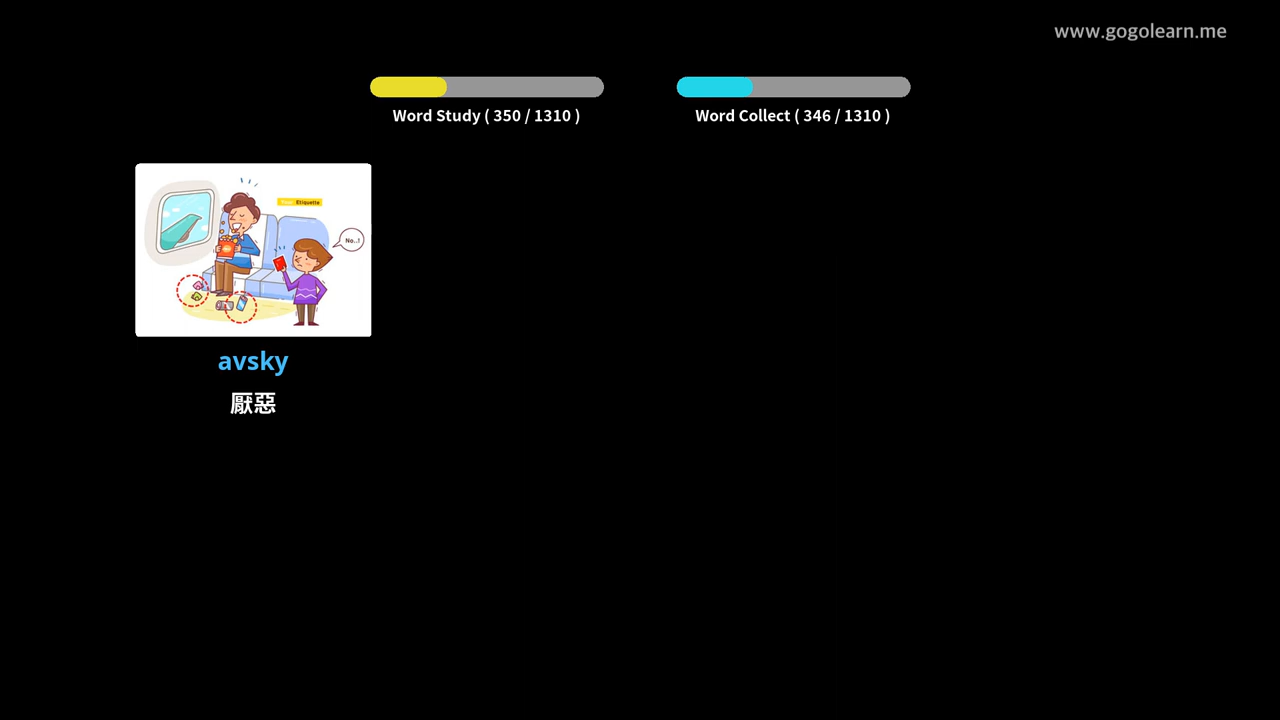 www.gogolearn.me
Word Study ( 350 / 1310 )
Word Collect ( 346 / 1310 )
Etiquette
No..!
avsky
厭惡